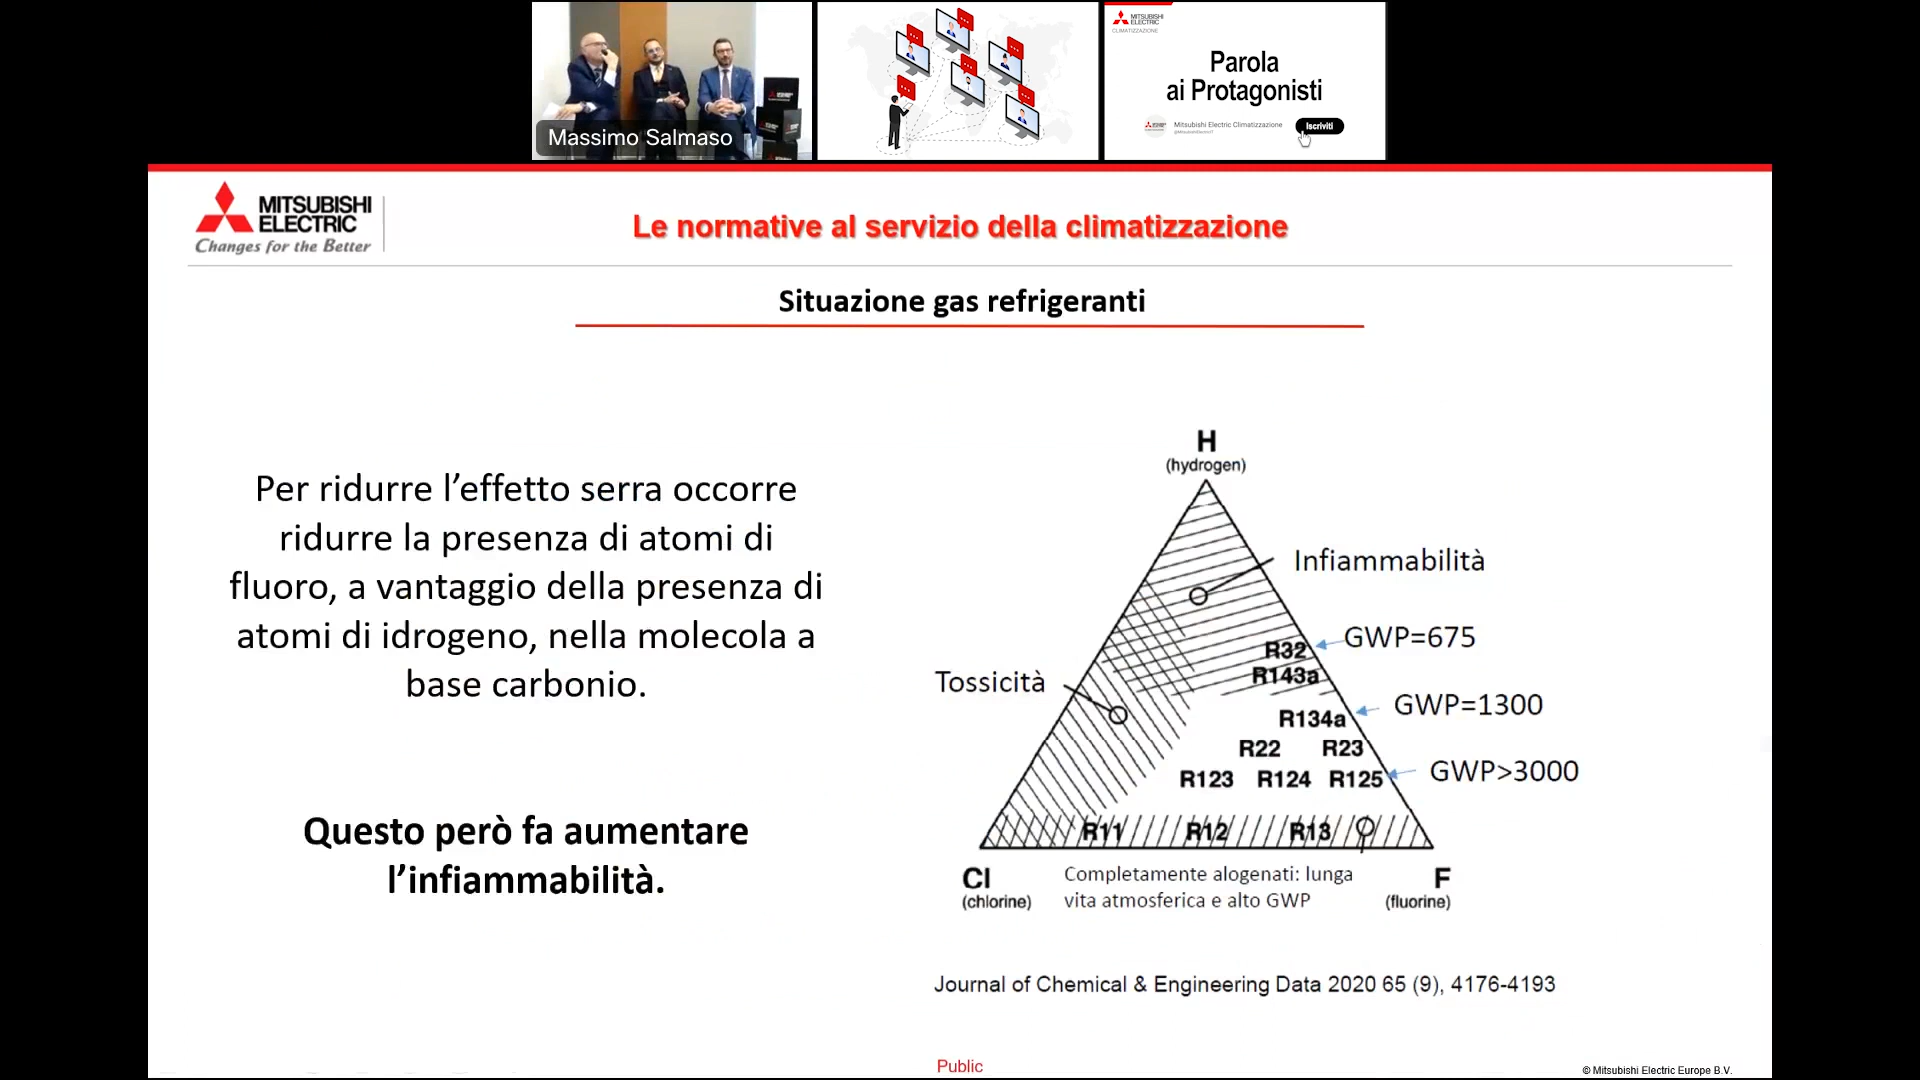 Massimo Salmaso
MITSUBISHI
ELECTRIC
CLIMATIZZAZIONE
Parola
ai Protagonisti
Mitsubishi Electric Climatizzazione
Iscriviti
MITSUBISHI
ELECTRIC
Changes for the Better
Le normative al servizio della climatizzazione
Situazione gas refrigeranti
Per ridurre l’effetto serra occorre
ridurre la presenza di atomi di
fluoro, a vantaggio della presenza di
atomi di idrogeno, nella molecola a
base carbonio.
Questo però fa aumentare
l’infiammabilità.
H
(hydrogen)
Infiammabilità
R32
GWP=675
R143a
Tossicità
R134a
GWP=1300
R22 R23
R123 R124 R125
GWP>3000
R11 R12 R13
Cl
(chlorine)
Completamente alogenati: lunga
vita atmosferica e alto GWP
F
(fluorine)
Journal of Chemical & Engineering Data 2020 65 (9), 4176-4193
Public
© Mitsubishi Electric Europe B.V.